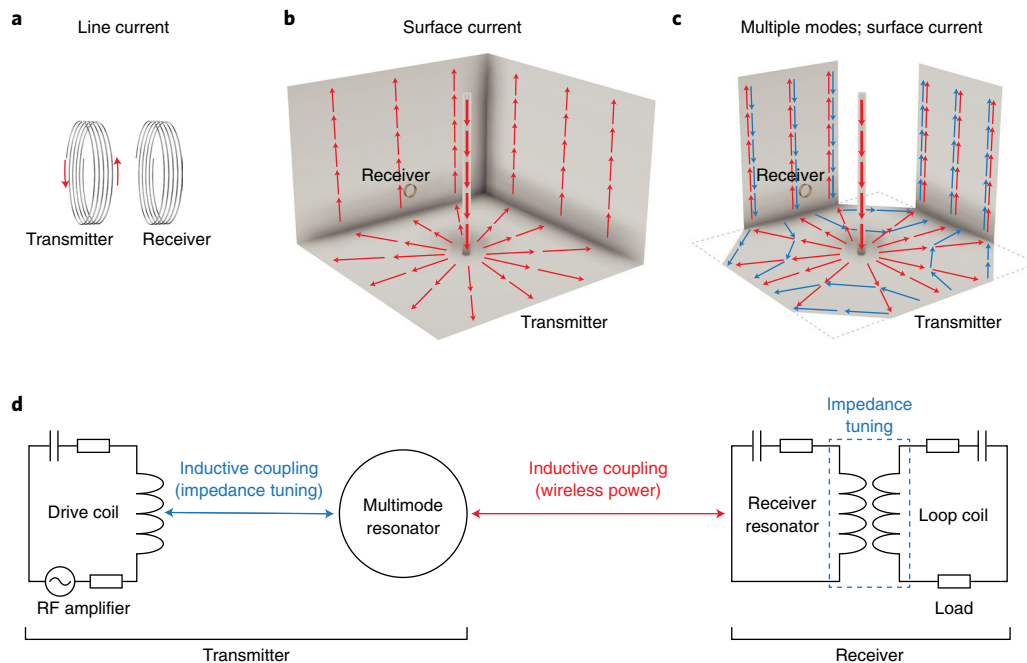 a
Line current
Transmitter
Receiver
b
Surface current
Receiver
Transmitter
c
Multiple modes; surface current
Receiver
Transmitter
d
Drive coil
RF amplifier
Inductive coupling
(impedance tuning)
Multimode
resonator
Inductive coupling
(wireless power)
Impedance
tuning
Receiver
resonator
Loop coil
Load
Transmitter
Receiver